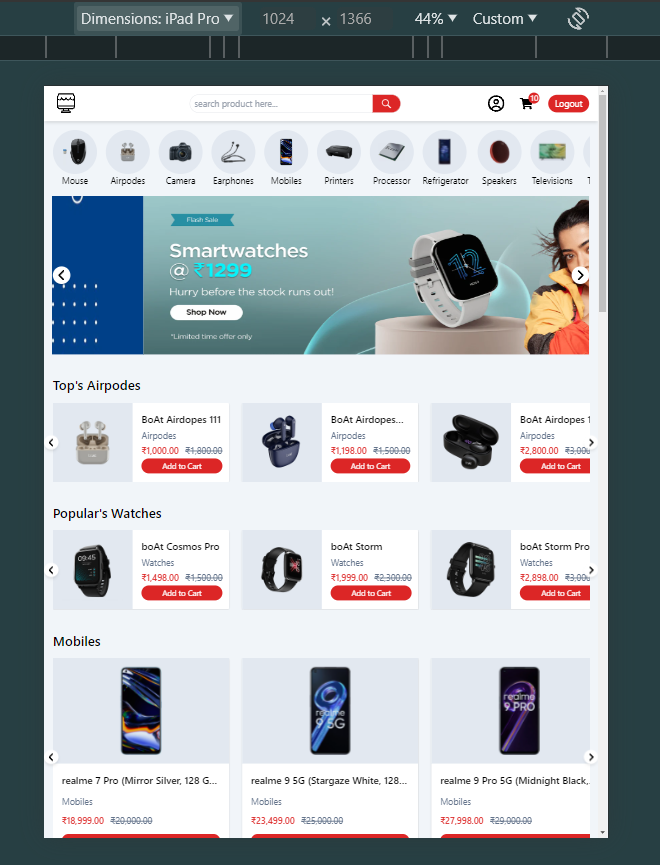 Dimensions: iPad Pro ▼ 1024 × 1366 44% ▼ Custom ▼
search product here...
10
Logout
Mouse Airpodes Camera Earphones Mobiles Printers Processor Refrigerator Speakers Televisions T
Flash Sale
Smartwatches
@ ₹1299
Hurry before the stock runs out!
Shop Now
*Limited time offer only
Top's Airpodes
BoAt Airdopes 111
Airpodes
₹1,000.00 ₹1,800.00
Add to Cart
BoAt Airdopes...
Airpodes
₹1,198.00 ₹1,500.00
Add to Cart
BoAt Airdopes 1
Airpodes
₹2,800.00 ₹3,00
Add to Cart
Popular's Watches
boAt Cosmos Pro
Watches
₹1,498.00 ₹1,500.00
Add to Cart
boAt Storm
Watches
₹1,999.00 ₹2,300.00
Add to Cart
boAt Storm Pro
Watches
₹2,898.00 ₹3,00
Add to Cart
09:45
Mobiles
realme
9 5G
realme
9 PRO
realme 7 Pro (Mirror Silver, 128 G...
Mobiles
₹18,999.00 ₹20,000.00
realme 9 5G (Stargaze White, 128...
Mobiles
₹23,499.00 ₹25,000.00
realme 9 Pro 5G (Midnight Black,
Mobiles
₹27,998.00 ₹29,000.00